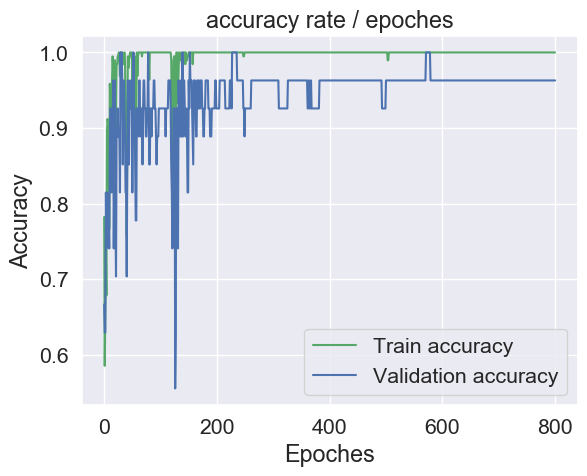 accuracy rate / epoches
1.0
0.9
0.8
0.7
0.6
Accuracy
0
200
400
600
800
Epoches
Train accuracy
Validation accuracy